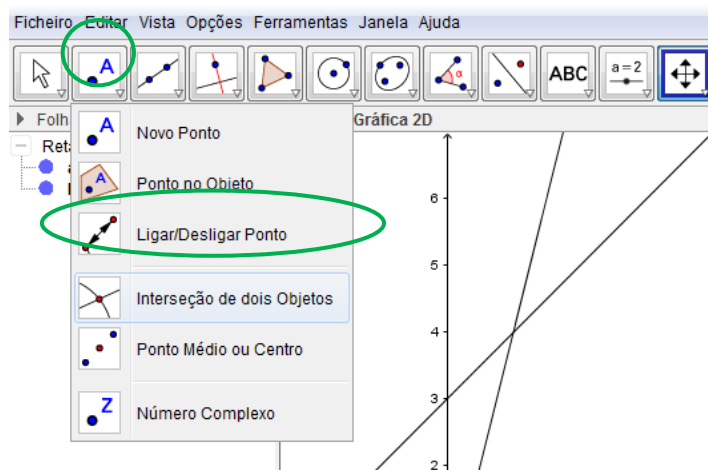 Ficheiro Editar Vista Opções Ferramentas Janela Ajuda
A α ABC a=2
Folh Gráfica 2D
Ret
A Novo Ponto
A Ponto no Objeto
Ligar/Desligar Ponto
Interseção de dois Objetos
Ponto Médio ou Centro
Z Número Complexo
6
5
4
3
2